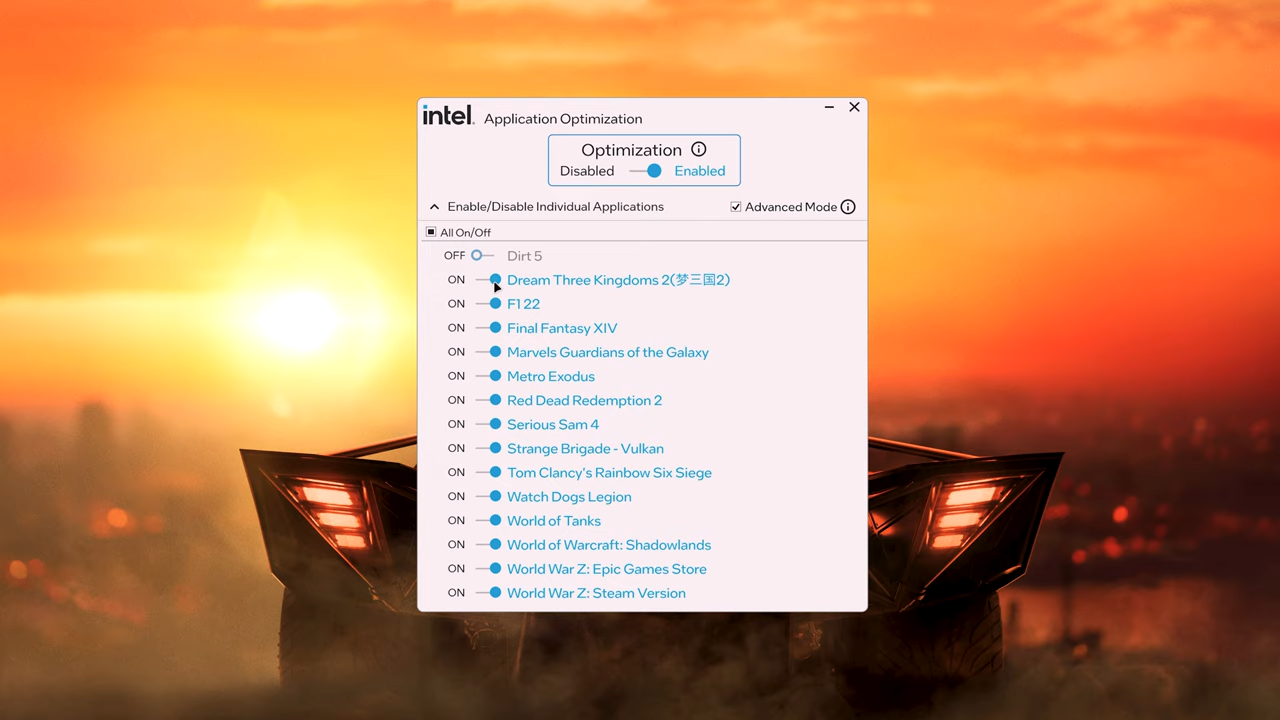 intel. Application Optimization
Optimization
Disabled Enabled
Enable/Disable Individual Applications Advanced Mode
All On/Off
OFF Dirt 5
ON Dream Three Kingdoms 2(梦三国2)
ON F1 22
ON Final Fantasy XIV
ON Marvels Guardians of the Galaxy
ON Metro Exodus
ON Red Dead Redemption 2
ON Serious Sam 4
ON Strange Brigade - Vulkan
ON Tom Clancy's Rainbow Six Siege
ON Watch Dogs Legion
ON World of Tanks
ON World of Warcraft: Shadowlands
ON World War Z: Epic Games Store
ON World War Z: Steam Version